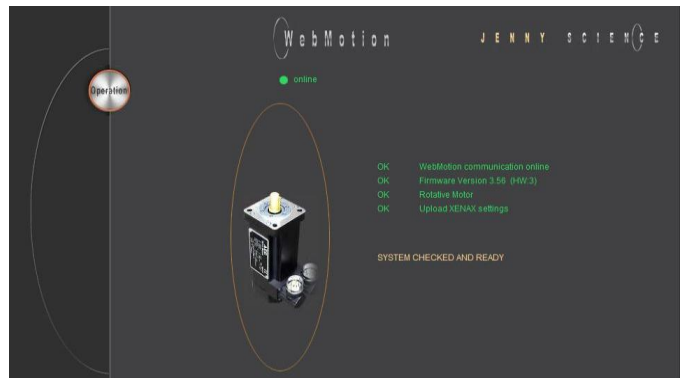 WebMotion
JENNY SCIENCE
online
Operation
OK WebMotion communication online
OK Firmware Version 3.56 (HW:3)
OK Rotative Motor
OK Upload XENAX settings
SYSTEM CHECKED AND READY